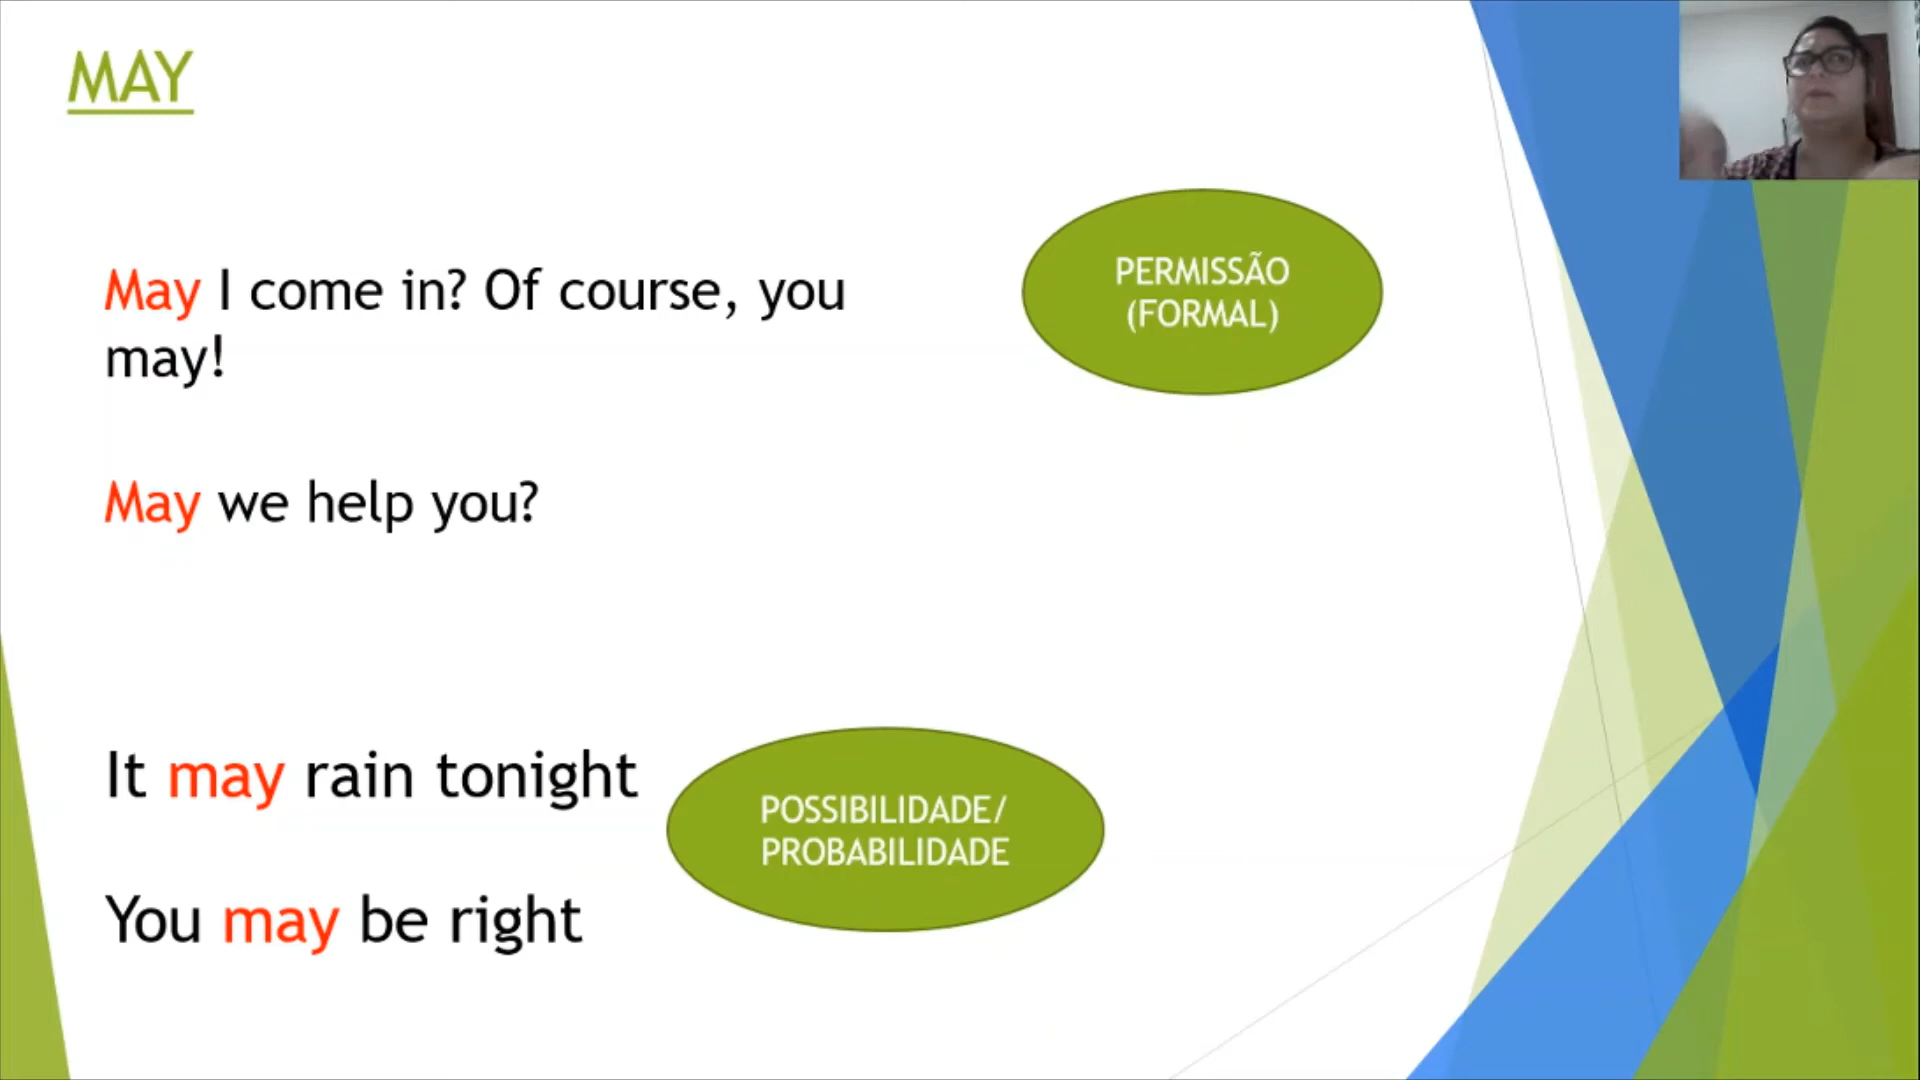 MAY
May I come in? Of course, you
may!
PERMISSÃO
(FORMAL)
May we help you?
It may rain tonight
POSSIBILIDADE/
PROBABILIDADE
You may be right